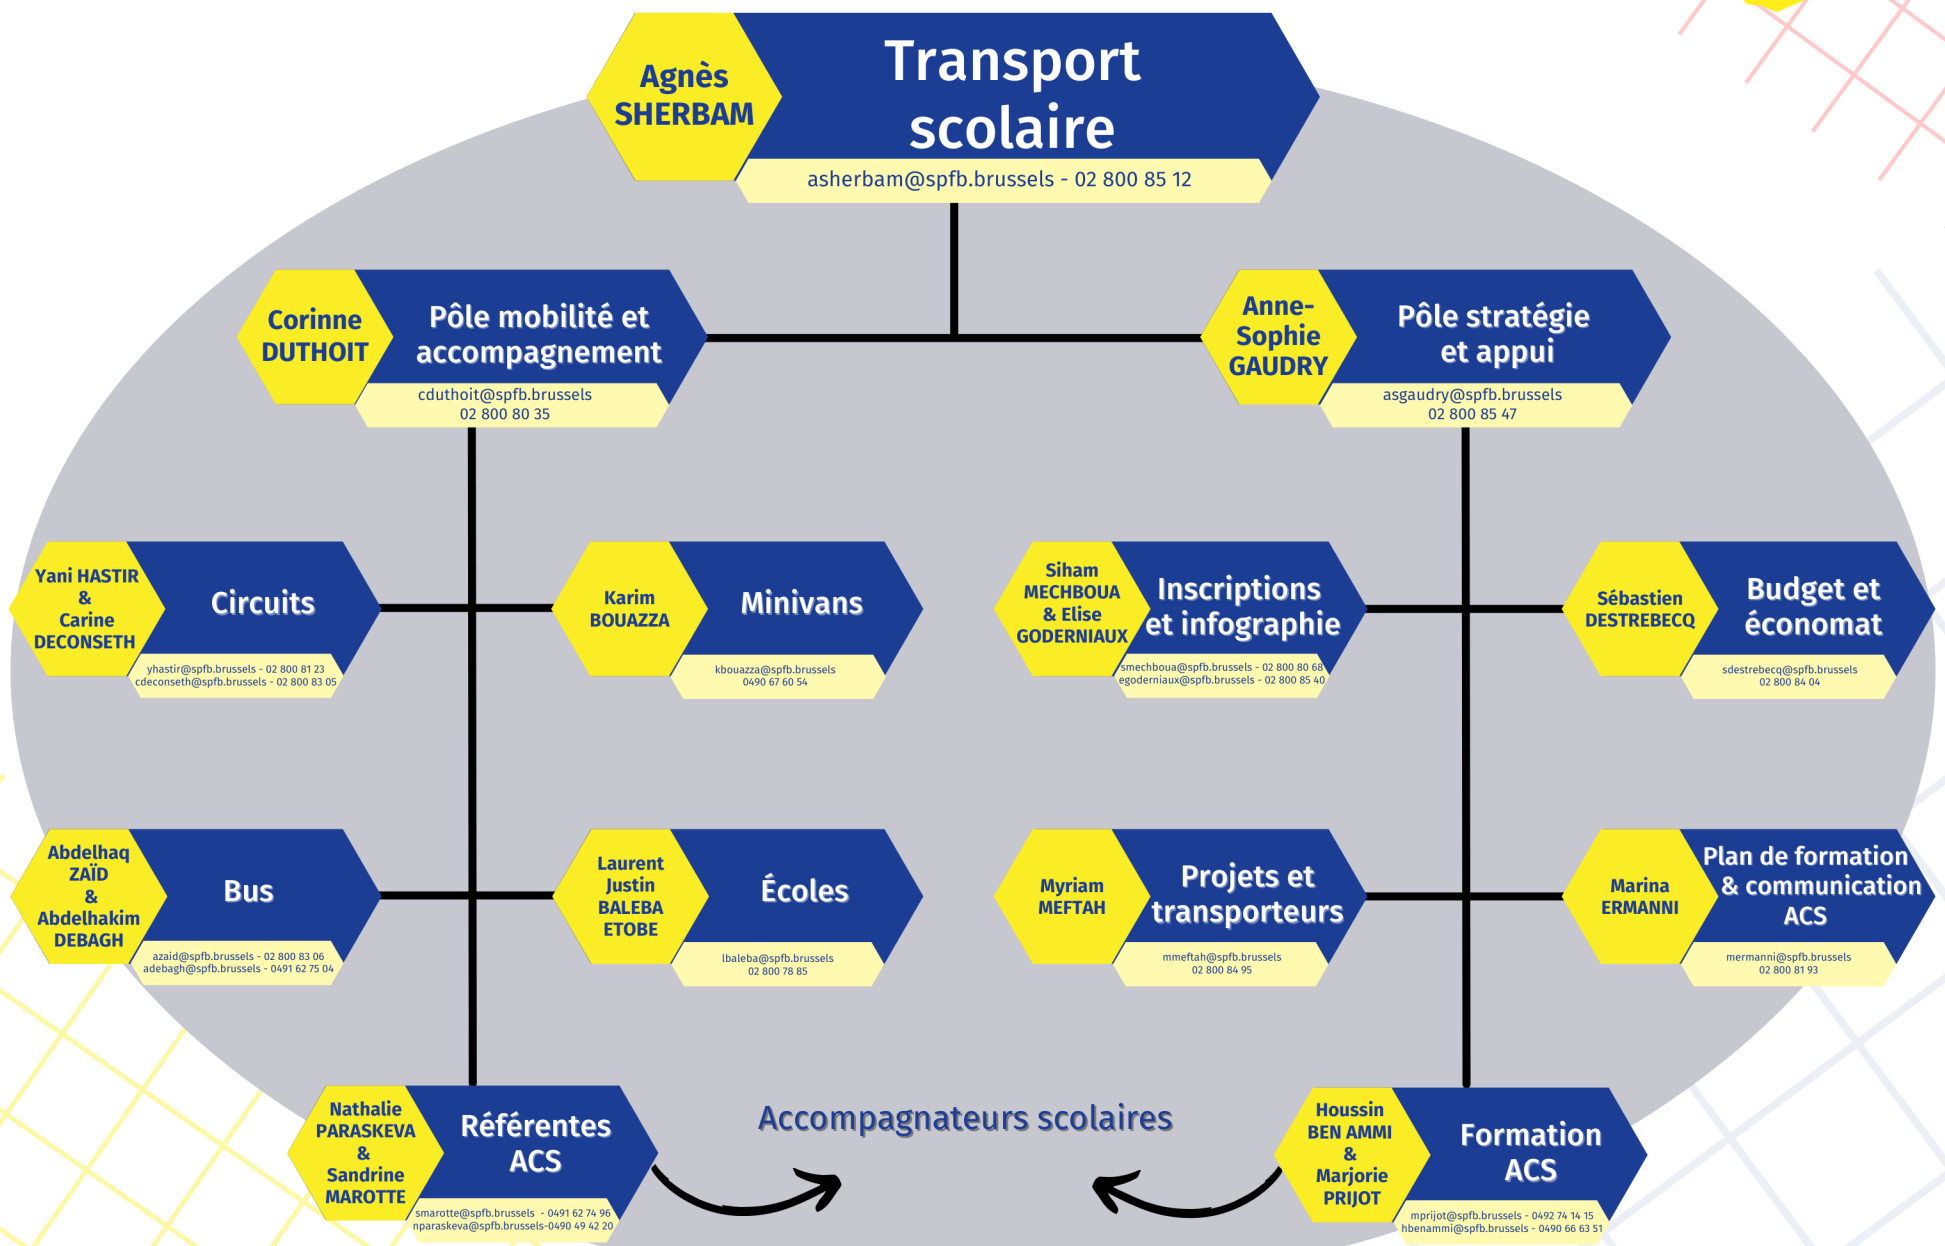 Agnès
SHERBAM
Transport
scolaire
asherbam@spfb.brussels - 02 800 85 12
Corinne
DUTHOIT
Pôle mobilité et
accompagnement
cduthoit@spfb.brussels
02 800 80 35
Anne-
Sophie
GAUDRY
Pôle stratégie
et appui
asgaudry@spfb.brussels
02 800 85 47
Yani HASTIR
&
Carine
DECONSETH
Circuits
yhastir@spfb.brussels - 02 800 81 23
cdeconseth@spfb.brussels - 02 800 83 05
Karim
BOUAZZA
Minivans
kbouazza@spfb.brussels
0490 67 60 54
Siham
MECHBOUA
& Elise
GODERNIAUX
Inscriptions
et infographie
smechboua@spfb.brussels - 02 800 80 68
egoderniaux@spfb.brussels - 02 800 85 40
Sébastien
DESTREBECQ
Budget et
économat
sdestrebecq@spfb.brussels
02 800 84 04
Abdelhaq
ZAÏD
&
Abdelhakim
DEBAGH
Bus
azaid@spfb.brussels - 02 800 83 06
adebagh@spfb.brussels - 0491 62 75 04
Laurent
Justin
BALEBA
ETOBE
Écoles
lbaleba@spfb.brussels
02 800 78 85
Myriam
MEFTAH
Projets et
transporteurs
mmeftah@spfb.brussels
02 800 84 95
Marina
ERMANNI
Plan de formation
& communication
ACS
mermanni@spfb.brussels
02 800 81 93
Nathalie
PARASKEVA
&
Sandrine
MAROTTE
Référentes
ACS
smarotte@spfb.brussels - 0491 62 74 96
nparaskeva@spfb.brussels-0490 49 42 20
Accompagnateurs scolaires
Houssin
BEN AMMI
&
Marjorie
PRIJOT
Formation
ACS
mprijot@spfb.brussels - 0492 74 14 15
hbenammi@spfb.brussels - 0490 66 63 51